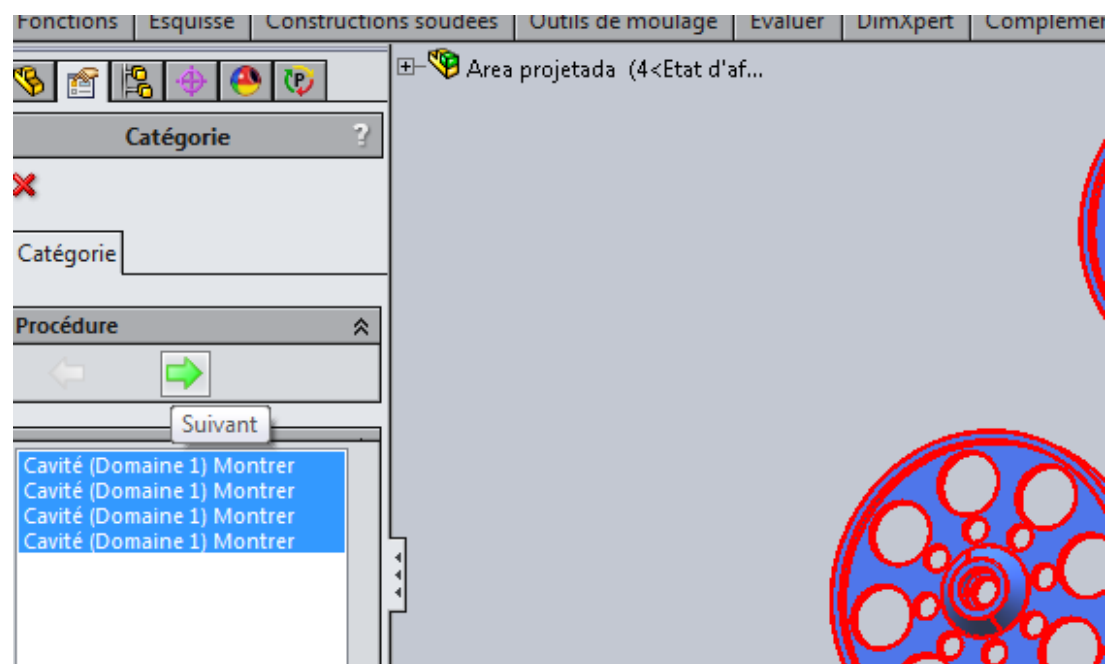 Fonctions Esquisse Constructions soudées Outils de moulage Evaluer DimXpert Complémen
Area projetada (4<Etat d'af...
Catégorie ?
Catégorie
Procédure
Suivant
Cavité (Domaine 1) Montrer
Cavité (Domaine 1) Montrer
Cavité (Domaine 1) Montrer
Cavité (Domaine 1) Montrer